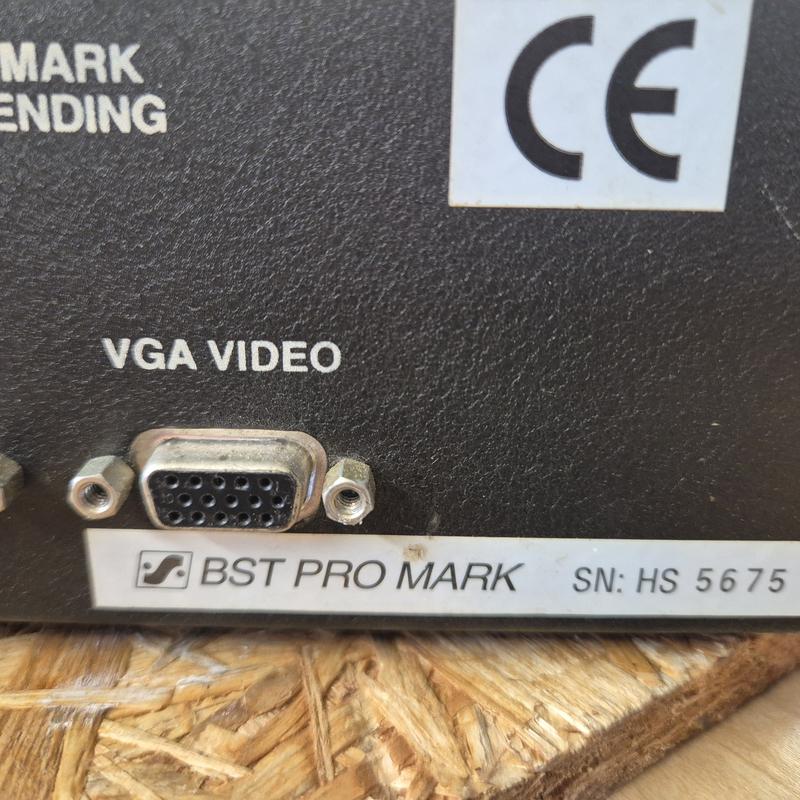 CE
MARK
ENDING
VGA VIDEO
BST PRO MARK SN: HS 5675